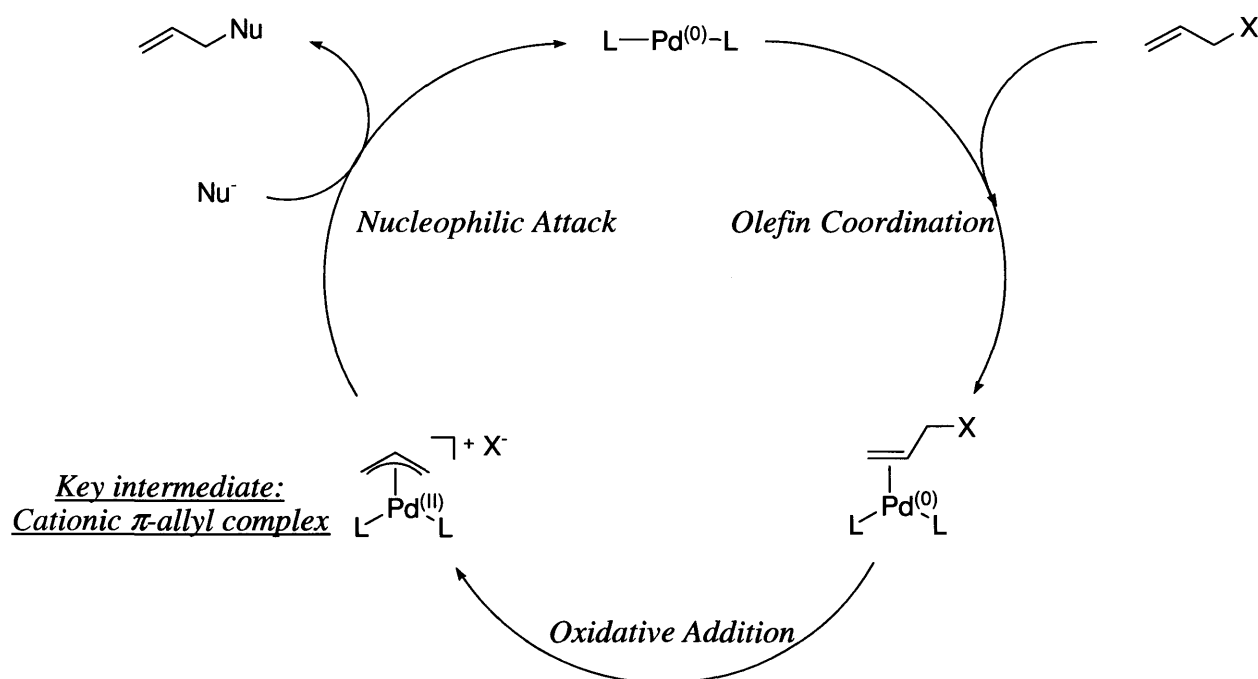 Nu
L—Pd(0)–L
X
Nu-
Nucleophilic Attack
Olefin Coordination
Key intermediate:
Cationic π-allyl complex
+ X-
Pd(II)
L L
X
Pd(0)
L L
Oxidative Addition